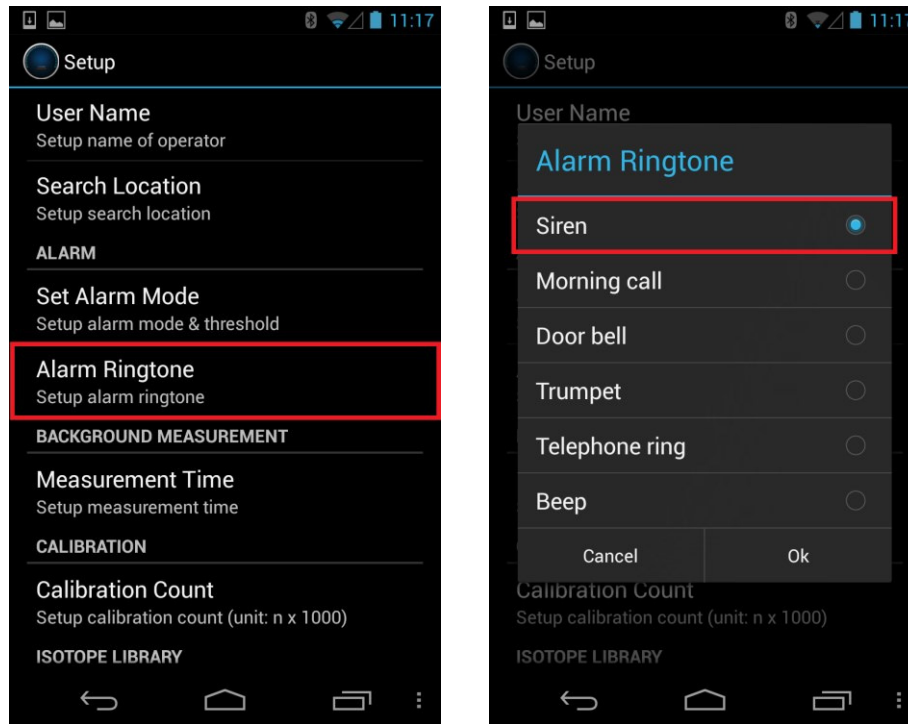 11:17
Setup
User Name
Setup name of operator
Search Location
Setup search location
ALARM
Set Alarm Mode
Setup alarm mode & threshold
Alarm Ringtone
Setup alarm ringtone
BACKGROUND MEASUREMENT
Measurement Time
Setup measurement time
CALIBRATION
Calibration Count
Setup calibration count (unit: n x 1000)
ISOTOPE LIBRARY
11:17
Setup
User Name
Alarm Ringtone
Siren
Morning call
Door bell
Trumpet
Telephone ring
Beep
Cancel
Ok
Calibration Count
Setup calibration count (unit: n x 1000)
ISOTOPE LIBRARY